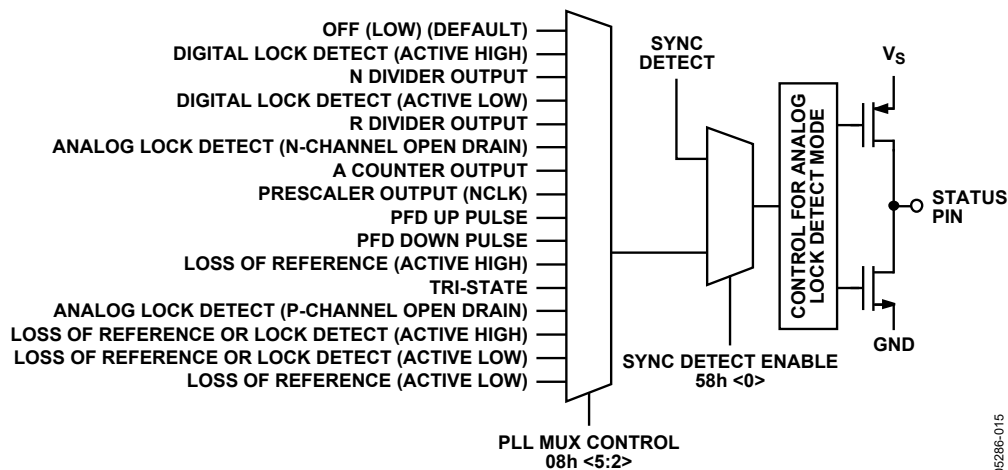 OFF (LOW) (DEFAULT)
DIGITAL LOCK DETECT (ACTIVE HIGH)
N DIVIDER OUTPUT
DIGITAL LOCK DETECT (ACTIVE LOW)
R DIVIDER OUTPUT
ANALOG LOCK DETECT (N-CHANNEL OPEN DRAIN)
A COUNTER OUTPUT
PRESCALER OUTPUT (NCLK)
PFD UP PULSE
PFD DOWN PULSE
LOSS OF REFERENCE (ACTIVE HIGH)
TRI-STATE
ANALOG LOCK DETECT (P-CHANNEL OPEN DRAIN)
LOSS OF REFERENCE OR LOCK DETECT (ACTIVE HIGH)
LOSS OF REFERENCE OR LOCK DETECT (ACTIVE LOW)
LOSS OF REFERENCE (ACTIVE LOW)
PLL MUX CONTROL
08h <5:2>
SYNC
DETECT
SYNC DETECT ENABLE
58h <0>
CONTROL FOR ANALOG
LOCK DETECT MODE
VS
STATUS
PIN
GND
05286-015